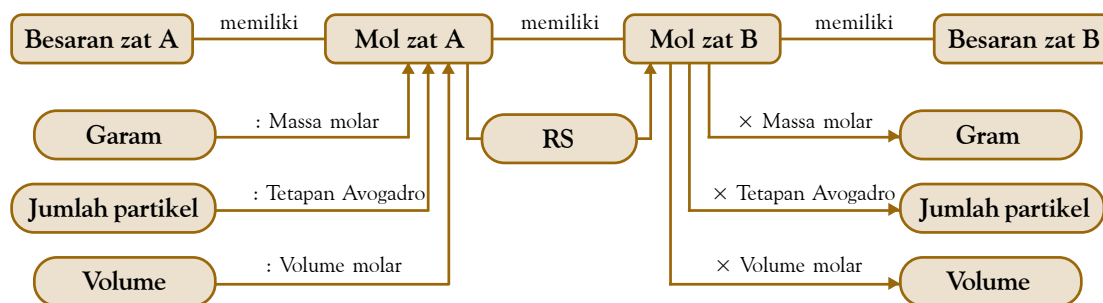 memiliki
memiliki
memiliki
Besaran zat A
Mol zat A
Mol zat B
Besaran zat B
Garam
: Massa molar
RS
× Massa molar
Gram
Jumlah partikel
: Tetapan Avogadro
× Tetapan Avogadro
Jumlah partikel
Volume
: Volume molar
× Volume molar
Volume